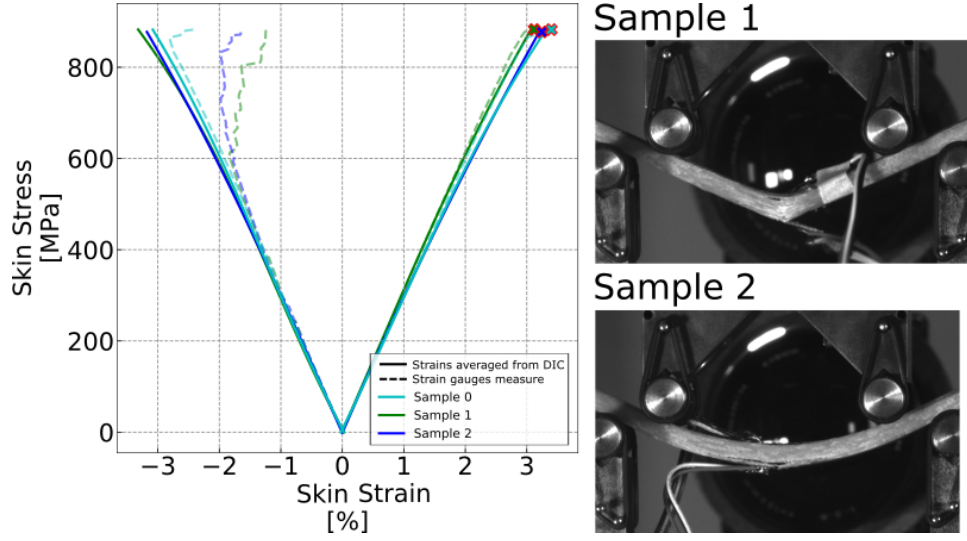 Skin Stress
[MPa]
800
600
400
200
0
−3
−2
−1
0
1
2
3
Skin Strain
[%]
Strains averaged from DIC
Strain gauges measure
Sample 0
Sample 1
Sample 2
Sample 1
Sample 2